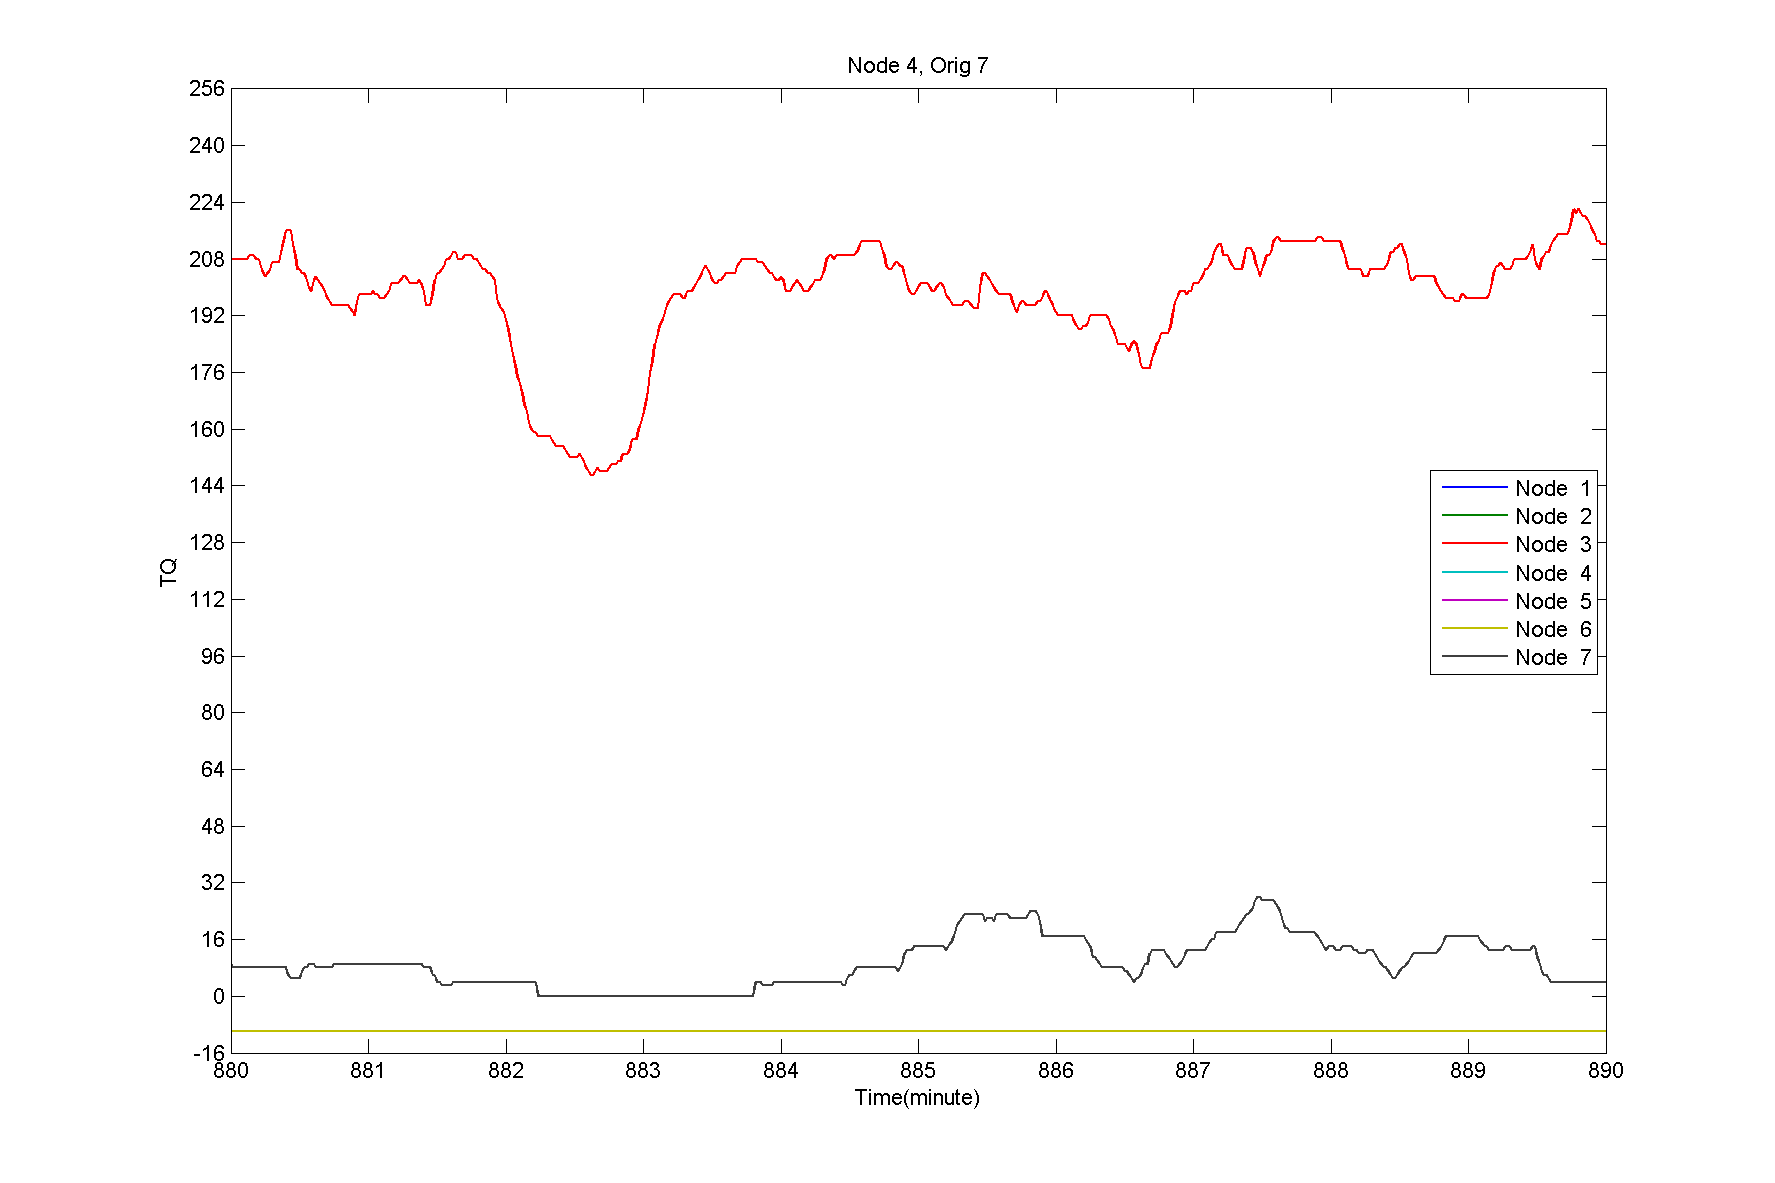 Node 4, Orig 7
256
240
224
208
192
176
160
144
128
112
96
80
64
48
32
16
0
-16
TQ
Node 1
Node 2
Node 3
Node 4
Node 5
Node 6
Node 7
880 881 882 883 884 885 886 887 888 889 890
Time(minute)